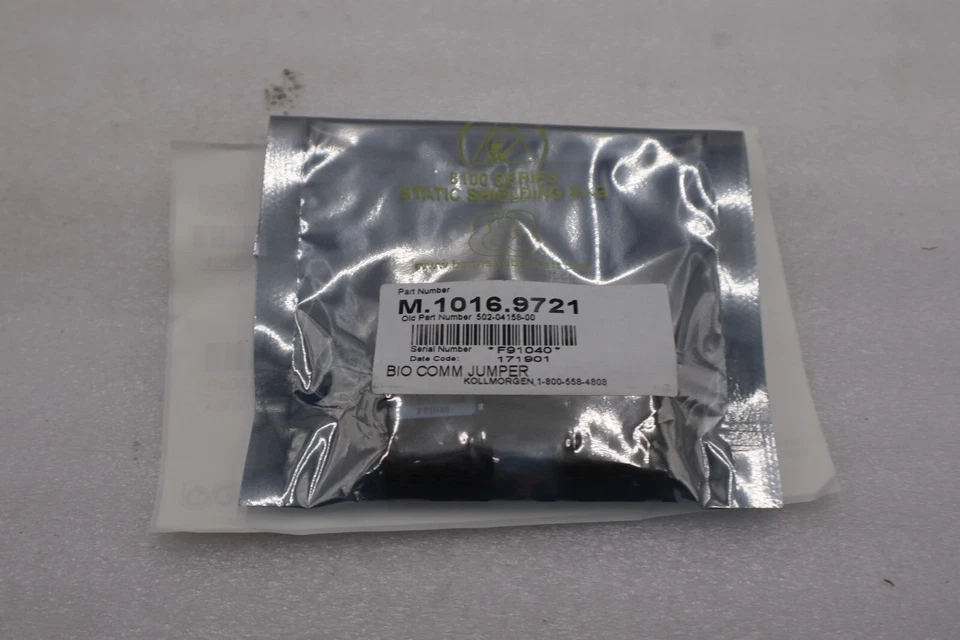 6100 SERIES
STATIC SHIELDING BAG
Part Number
M.1016.9721
Old Part Number 502-04158-00
Serial Number *F91040*
Date Code: 171901
BIO COMM JUMPER
KOLLMORGEN 1-800-558-4808